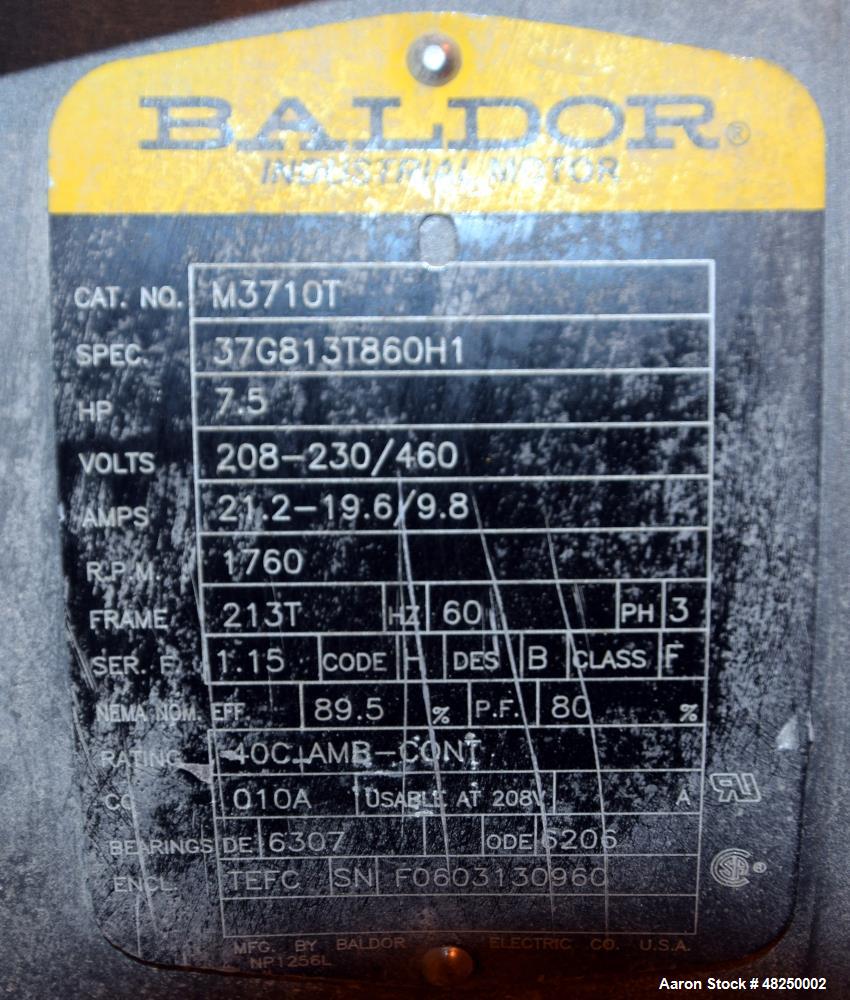 BALDOR®
INDUSTRIAL MOTOR
CAT. NO. M3710T
SPEC. 37G813T860H1
HP 7.5
VOLTS 208-230/460
AMPS 21.2-19.6/9.8
R.P.M. 1760
FRAME 213T HZ 60 PH 3
SER. F. 1.15 CODE H DES B CLASS F
NEMA NOM. EFF 89.5 % P.F. 80 %
RATING 40C AMB-CONT
CC 010A USABLE AT 208V A
BEARINGS DE 6307 ODE 6206
ENCL. TEFC SN F0603130960
MFG. BY BALDOR ELECTRIC CO. U.S.A.
NP1256L
Aaron Stock # 48250002